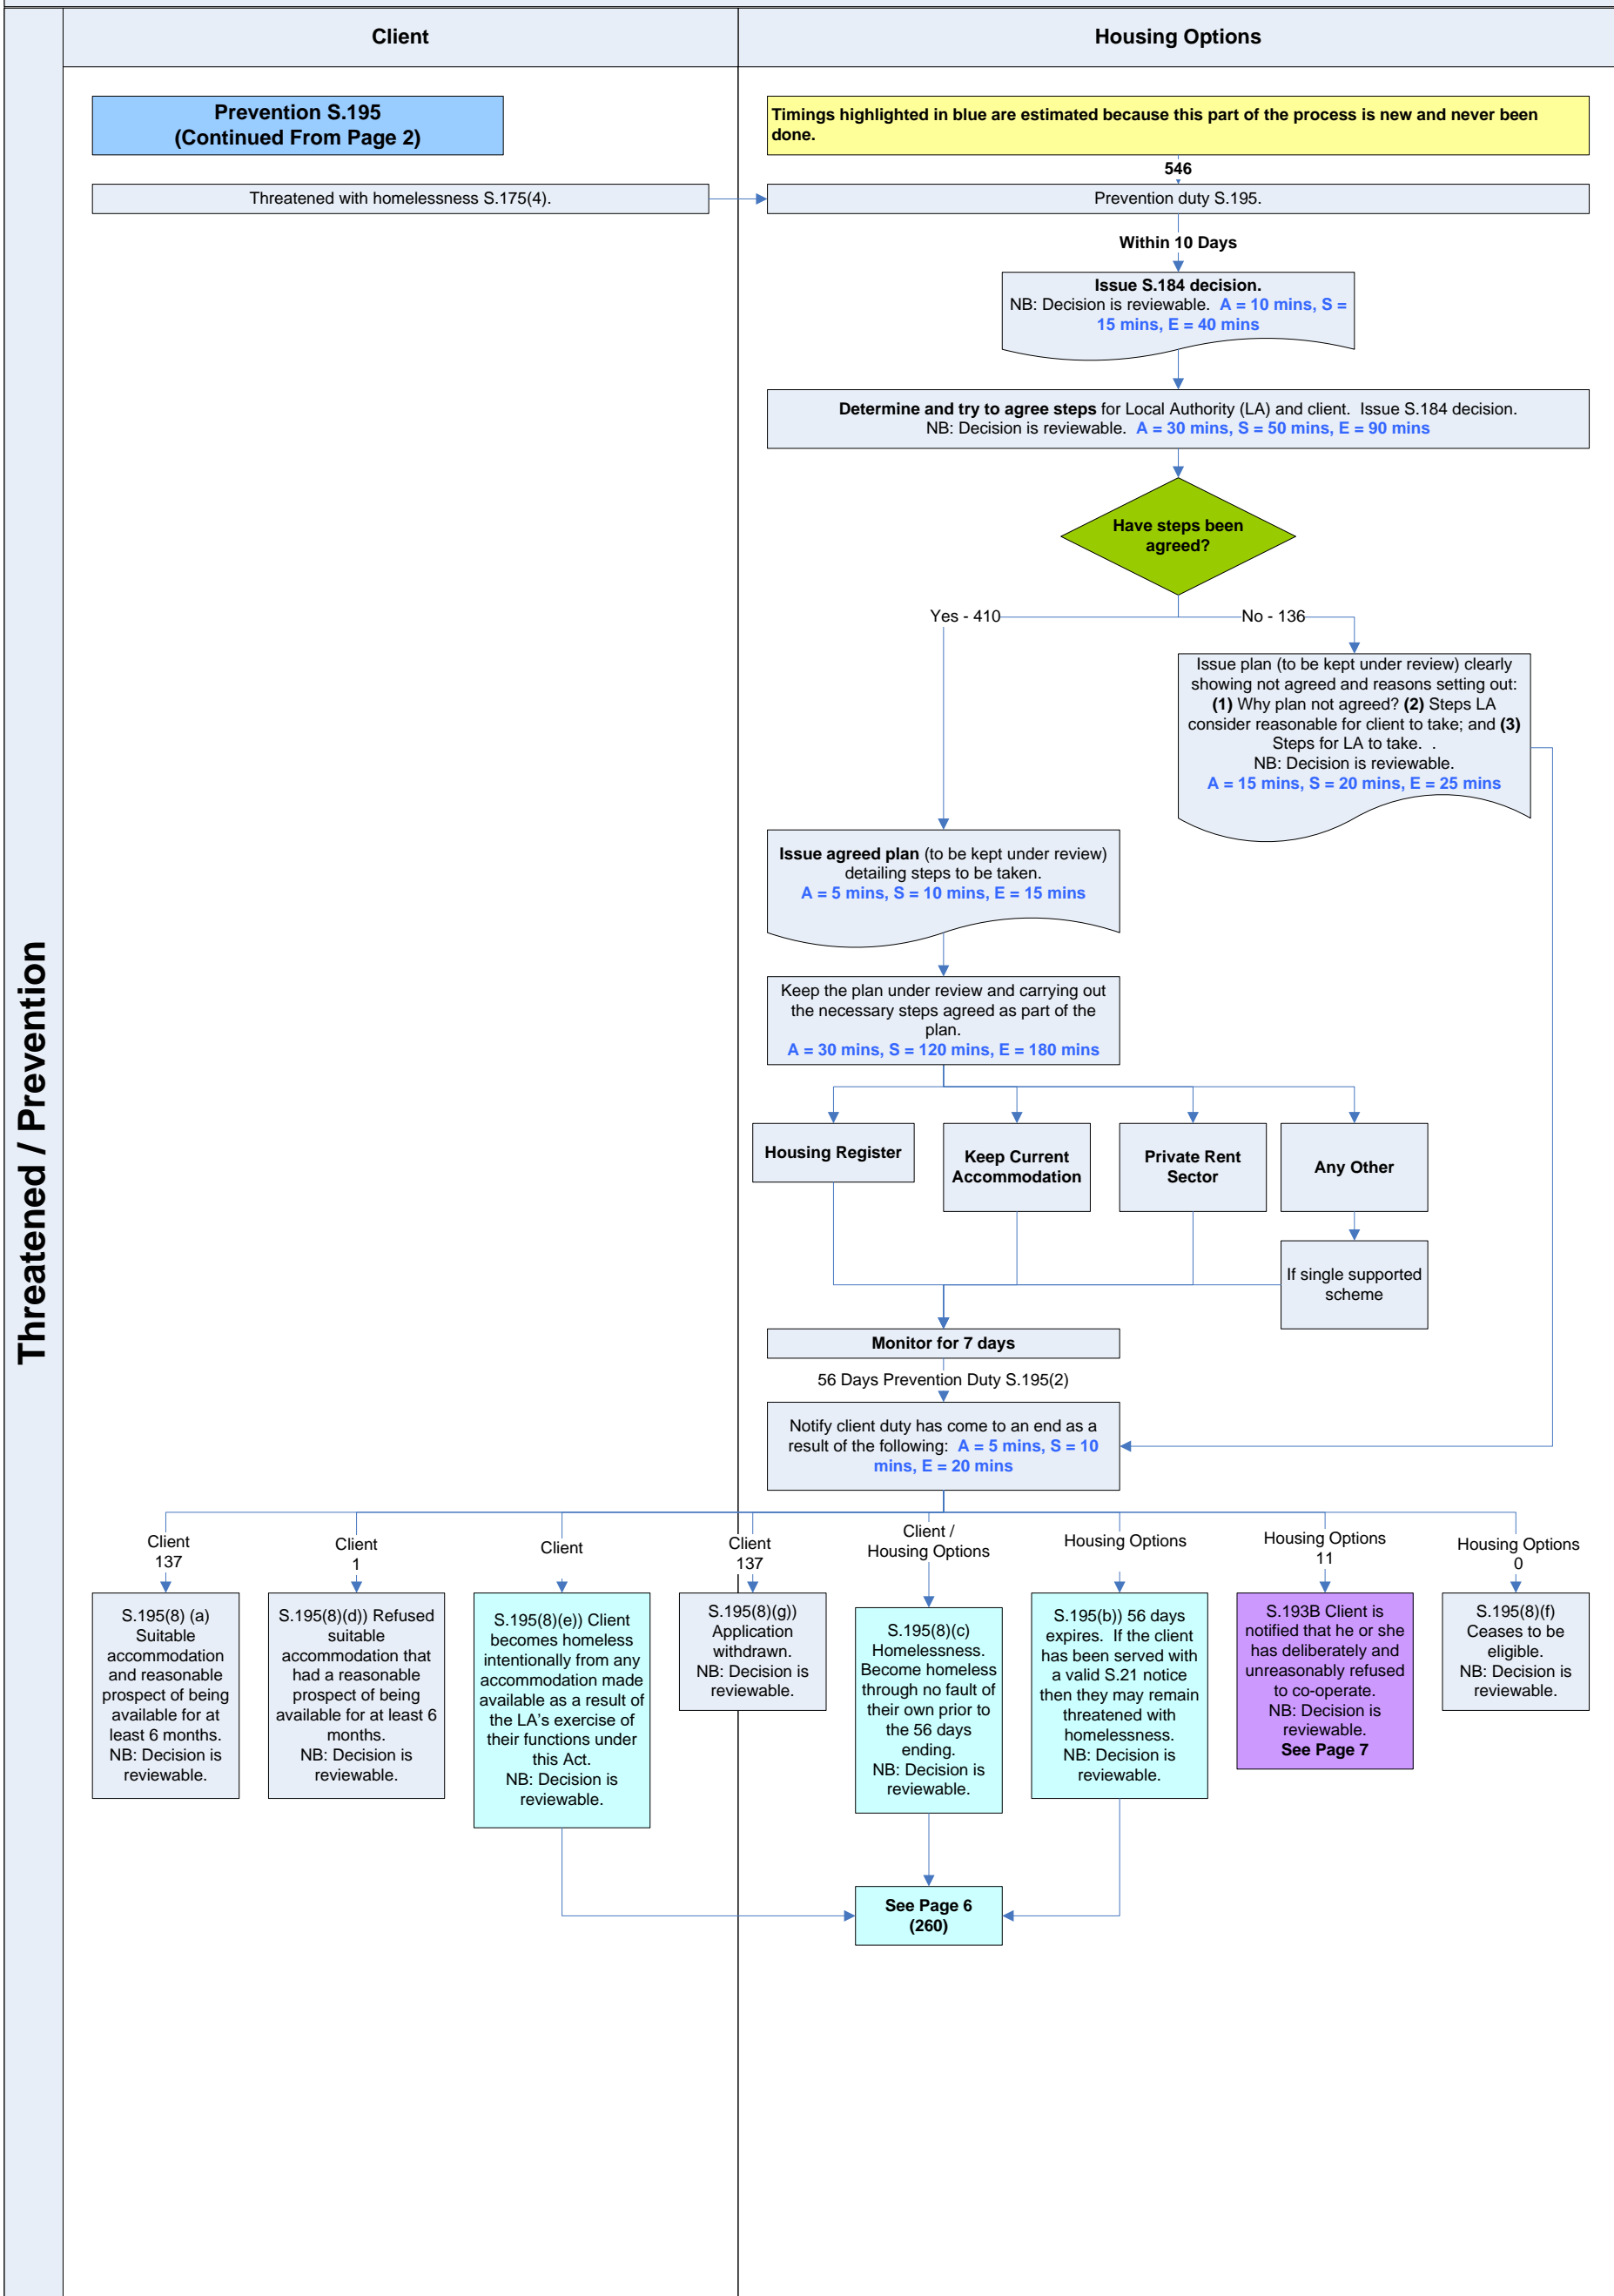 Client
Housing Options
Threatened / Prevention
Prevention S.195
(Continued From Page 2)
Timings highlighted in blue are estimated because this part of the process is new and never been
done.
546
Threatened with homelessness S.175(4).
Prevention duty S.195.
Within 10 Days
Issue S.184 decision.
NB: Decision is reviewable.  A = 10 mins, S =
15 mins, E = 40 mins
Determine and try to agree steps for Local Authority (LA) and client.  Issue S.184 decision.
NB: Decision is reviewable.  A = 30 mins, S = 50 mins, E = 90 mins
Have steps been
agreed?
Yes - 410
No - 136
Issue plan (to be kept under review) clearly
showing not agreed and reasons setting out:
(1) Why plan not agreed? (2) Steps LA
consider reasonable for client to take; and (3)
Steps for LA to take.  .
NB: Decision is reviewable.
A = 15 mins, S = 20 mins, E = 25 mins
Issue agreed plan (to be kept under review)
detailing steps to be taken.
A = 5 mins, S = 10 mins, E = 15 mins
Keep the plan under review and carrying out
the necessary steps agreed as part of the
plan.
A = 30 mins, S = 120 mins, E = 180 mins
Housing Register
Keep Current
Accommodation
Private Rent
Sector
Any Other
If single supported
scheme
Monitor for 7 days
56 Days Prevention Duty S.195(2)
Notify client duty has come to an end as a
result of the following:  A = 5 mins, S = 10
mins, E = 20 mins
Client
137
Client
1
Client
Client
137
Client /
Housing Options
Housing Options
Housing Options
11
Housing Options
0
S.195(8) (a)
Suitable
accommodation
and reasonable
prospect of being
available for at
least 6 months.
NB: Decision is
reviewable.
S.195(8)(d)) Refused
suitable
accommodation that
had a reasonable
prospect of being
available for at least 6
months.
NB: Decision is
reviewable.
S.195(8)(e)) Client
becomes homeless
intentionally from any
accommodation made
available as a result of
the LA’s exercise of
their functions under
this Act.
NB: Decision is
reviewable.
S.195(8)(g))
Application
withdrawn.
NB: Decision is
reviewable.
S.195(8)(c)
Homelessness.
Become homeless
through no fault of
their own prior to
the 56 days
ending.
NB: Decision is
reviewable.
S.195(b)) 56 days
expires.  If the client
has been served with
a valid S.21 notice
then they may remain
threatened with
homelessness.
NB: Decision is
reviewable.
S.193B Client is
notified that he or she
has deliberately and
unreasonably refused
to co-operate.
NB: Decision is
reviewable.
See Page 7
S.195(8)(f)
Ceases to be
eligible.
NB: Decision is
reviewable.
See Page 6
(260)